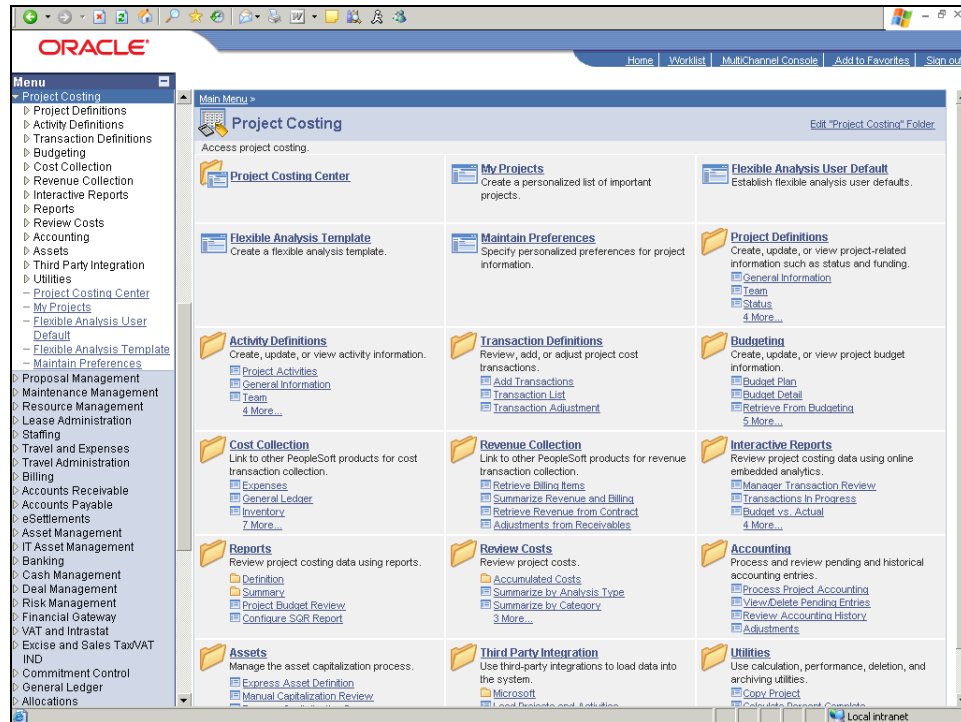 ORACLE
Home | Worklist | MultiChannel Console | Add to Favorites | Sign out
Menu
Project Costing
Project Definitions
Activity Definitions
Transaction Definitions
Budgeting
Cost Collection
Revenue Collection
Interactive Reports
Reports
Review Costs
Accounting
Assets
Third Party Integration
Utilities
– Project Costing Center
– My Projects
– Flexible Analysis User
Default
– Flexible Analysis Template
– Maintain Preferences
Proposal Management
Maintenance Management
Resource Management
Lease Administration
Staffing
Travel and Expenses
Travel Administration
Billing
Accounts Receivable
Accounts Payable
eSettlements
Asset Management
IT Asset Management
Banking
Cash Management
Deal Management
Risk Management
Financial Gateway
VAT and Intrastat
Excise and Sales Tax/VAT
IND
Commitment Control
General Ledger
Allocations
Main Menu >
Project Costing
Edit "Project Costing" Folder
Access project costing.
Project Costing Center
My Projects
Create a personalized list of important
projects.
Flexible Analysis User Default
Establish flexible analysis user defaults.
Flexible Analysis Template
Create a flexible analysis template.
Maintain Preferences
Specify personalized preferences for project
information.
Project Definitions
Create, update, or view project-related
information such as status and funding.
General Information
Team
Status
4 More...
Activity Definitions
Create, update, or view activity information.
Project Activities
General Information
Team
4 More...
Transaction Definitions
Review, add, or adjust project cost
transactions.
Add Transactions
Transaction List
Transaction Adjustment
Budgeting
Create, update, or view project budget
information.
Budget Plan
Budget Detail
Retrieve From Budgeting
5 More...
Cost Collection
Link to other PeopleSoft products for cost
transaction collection.
Expenses
General Ledger
Inventory
7 More...
Revenue Collection
Link to other PeopleSoft products for revenue
transaction collection.
Retrieve Billing Items
Summarize Revenue and Billing
Retrieve Revenue from Contract
Adjustments from Receivables
Interactive Reports
Review project costing data using online
embedded analytics.
Manager Transaction Review
Transactions In Progress
Budget vs. Actual
4 More...
Reports
Review project costing data using reports.
Definition
Summary
Project Budget Review
Configure SQR Report
Review Costs
Review project costs.
Accumulated Costs
Summarize by Analysis Type
Summarize by Category
3 More...
Accounting
Process and review pending and historical
accounting entries.
Process Project Accounting
View/Delete Pending Entries
Review Accounting History
Adjustments
Assets
Manage the asset capitalization process.
Express Asset Definition
Manual Capitalization Review
Third Party Integration
Use third-party integrations to load data into
the system.
Microsoft
Load Projects and Activities
Utilities
Use calculation, performance, deletion, and
archiving utilities.
Copy Project
Calculate Percent Complete
Local intranet